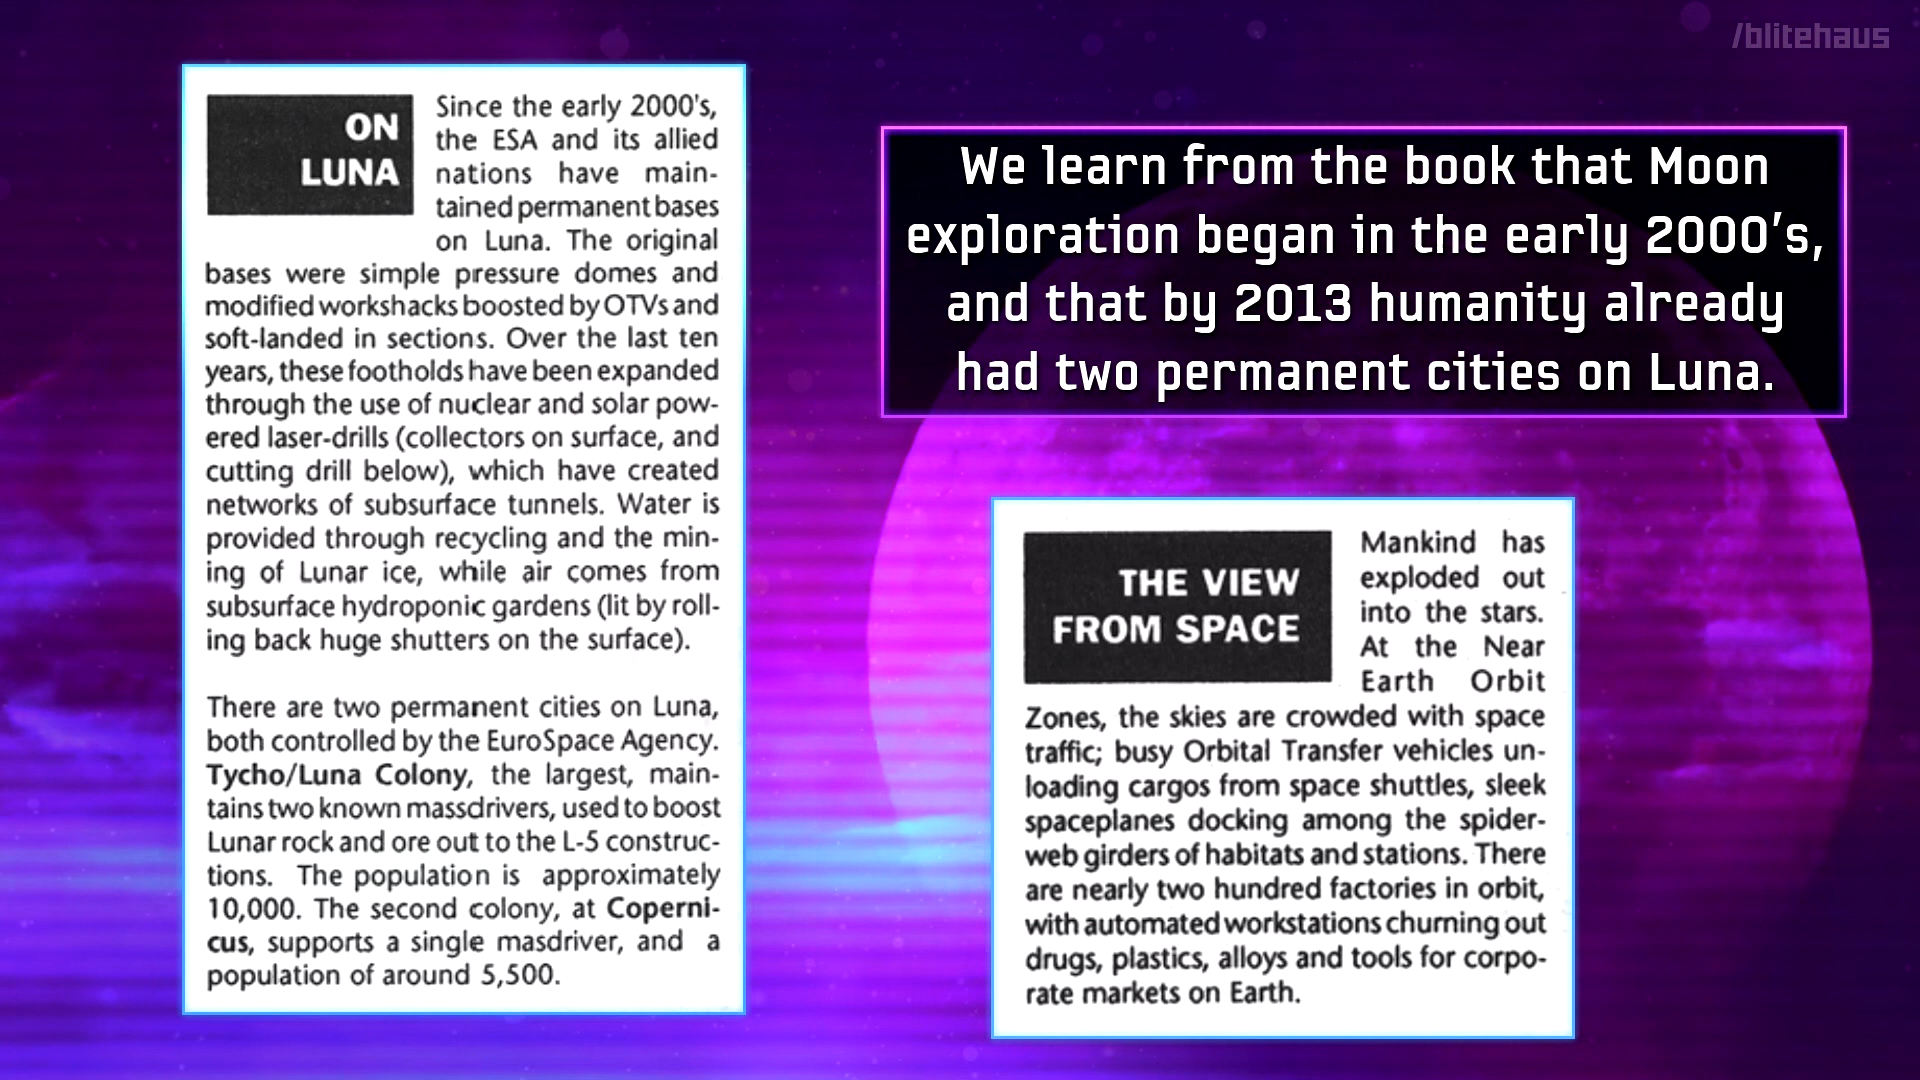 /blitehaus
ON
LUNA
Since the early 2000's,
the ESA and its allied
nations have main-
tained permanent bases
on Luna. The original
bases were simple pressure domes and
modified workshacks boosted by OTVs and
soft-landed in sections. Over the last ten
years, these footholds have been expanded
through the use of nuclear and solar pow-
ered laser-drills (collectors on surface, and
cutting drill below), which have created
networks of subsurface tunnels. Water is
provided through recycling and the min-
ing of Lunar ice, while air comes from
subsurface hydroponic gardens (lit by roll-
ing back huge shutters on the surface).
There are two permanent cities on Luna,
both controlled by the EuroSpace Agency.
Tycho/Luna Colony, the largest, main-
tains two known massdrivers, used to boost
Lunar rock and ore out to the L-5 construc-
tions. The population is approximately
10,000. The second colony, at Coperni-
cus, supports a single masdriver, and a
population of around 5,500.
We learn from the book that Moon
exploration began in the early 2000's,
and that by 2013 humanity already
had two permanent cities on Luna.
THE VIEW
FROM SPACE
Mankind has
exploded out
into the stars.
At the Near
Earth Orbit
Zones, the skies are crowded with space
traffic; busy Orbital Transfer vehicles un-
loading cargos from space shuttles, sleek
spaceplanes docking among the spider-
web girders of habitats and stations. There
are nearly two hundred factories in orbit,
with automated workstations churning out
drugs, plastics, alloys and tools for corpo-
rate markets on Earth.